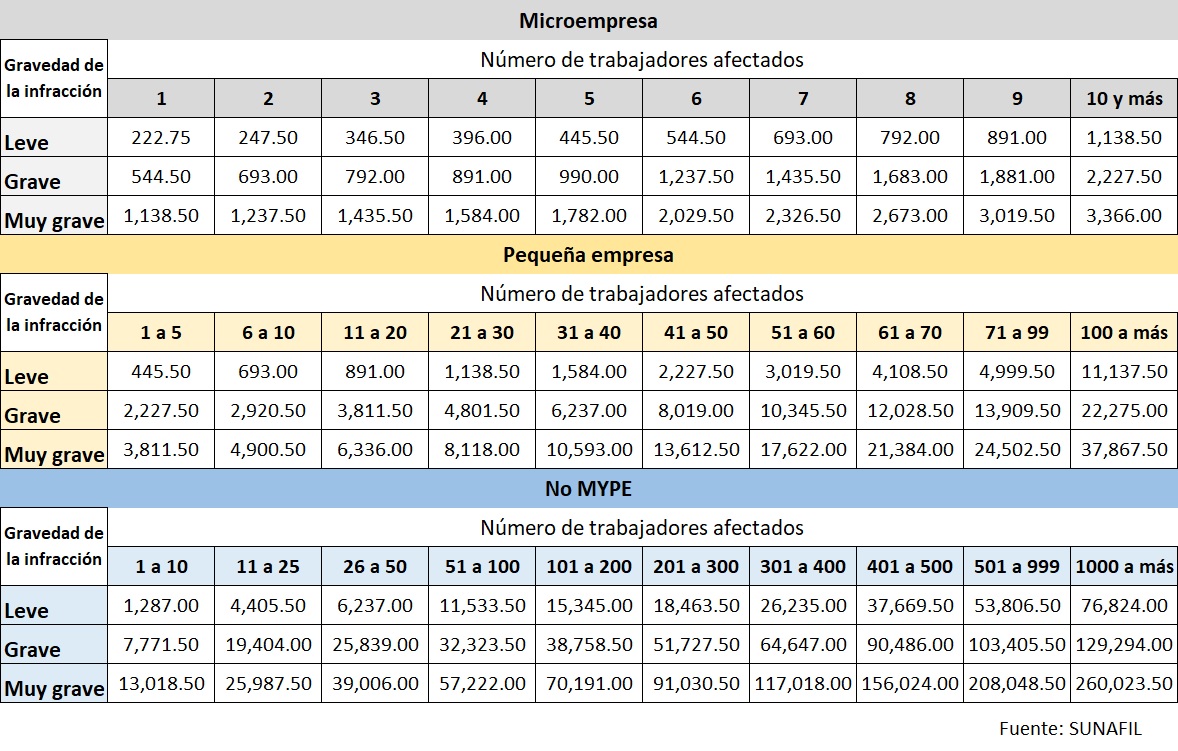 Microempresa
Gravedad de
la infracción
Número de trabajadores afectados
1 2 3 4 5 6 7 8 9 10 y más
Leve 222.75 247.50 346.50 396.00 445.50 544.50 693.00 792.00 891.00 1,138.50
Grave 544.50 693.00 792.00 891.00 990.00 1,237.50 1,435.50 1,683.00 1,881.00 2,227.50
Muy grave 1,138.50 1,237.50 1,435.50 1,584.00 1,782.00 2,029.50 2,326.50 2,673.00 3,019.50 3,366.00
Pequeña empresa
Gravedad de
la infracción
Número de trabajadores afectados
1 a 5 6 a 10 11 a 20 21 a 30 31 a 40 41 a 50 51 a 60 61 a 70 71 a 99 100 a más
Leve 445.50 693.00 891.00 1,138.50 1,584.00 2,227.50 3,019.50 4,108.50 4,999.50 11,137.50
Grave 2,227.50 2,920.50 3,811.50 4,801.50 6,237.00 8,019.00 10,345.50 12,028.50 13,909.50 22,275.00
Muy grave 3,811.50 4,900.50 6,336.00 8,118.00 10,593.00 13,612.50 17,622.00 21,384.00 24,502.50 37,867.50
No MYPE
Gravedad de
la infracción
Número de trabajadores afectados
1 a 10 11 a 25 26 a 50 51 a 100 101 a 200 201 a 300 301 a 400 401 a 500 501 a 999 1000 a más
Leve 1,287.00 4,405.50 6,237.00 11,533.50 15,345.00 18,463.50 26,235.00 37,669.50 53,806.50 76,824.00
Grave 7,771.50 19,404.00 25,839.00 32,323.50 38,758.50 51,727.50 64,647.00 90,486.00 103,405.50 129,294.00
Muy grave 13,018.50 25,987.50 39,006.00 57,222.00 70,191.00 91,030.50 117,018.00 156,024.00 208,048.50 260,023.50
Fuente: SUNAFIL